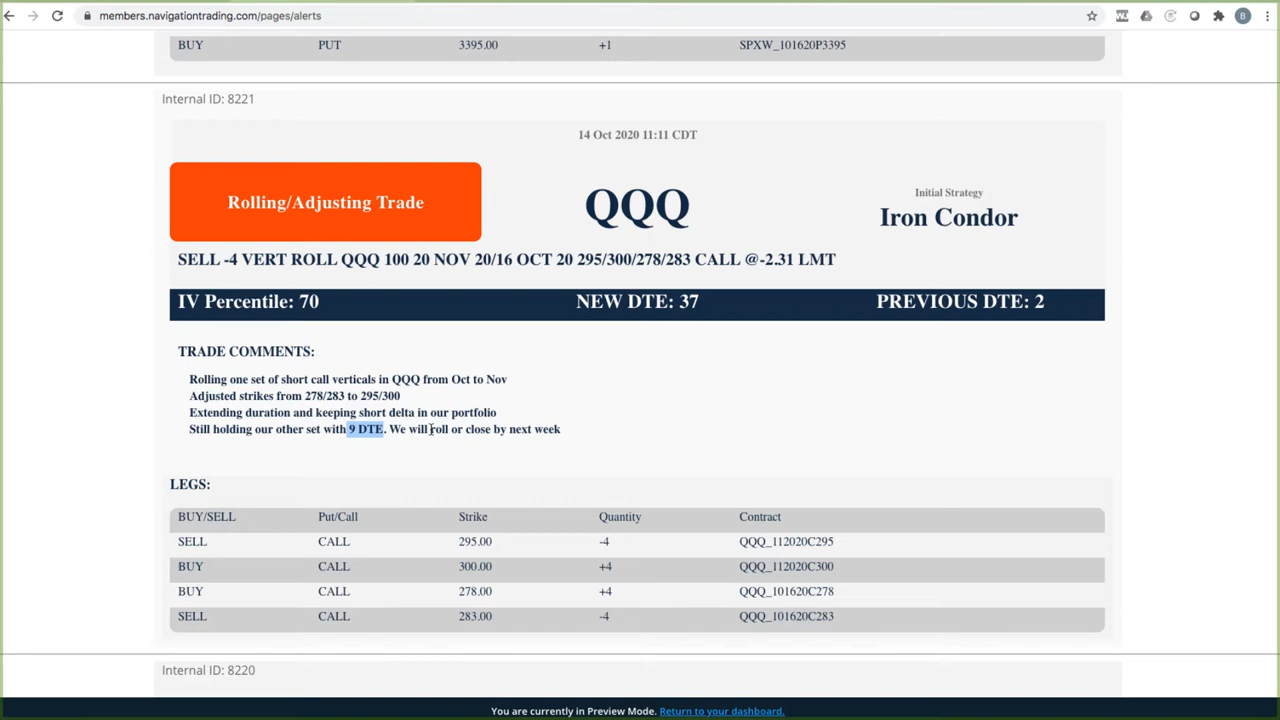 members.navigationtrading.com/pages/alerts
B
BUY PUT 3395.00 +1 SPXW_101620P3395
Internal ID: 8221
14 Oct 2020 11:11 CDT
Rolling/Adjusting Trade
QQQ
Initial Strategy
Iron Condor
SELL -4 VERT ROLL QQQ 100 20 NOV 20/16 OCT 20 295/300/278/283 CALL @-2.31 LMT
IV Percentile: 70 NEW DTE: 37 PREVIOUS DTE: 2
TRADE COMMENTS:
Rolling one set of short call verticals in QQQ from Oct to Nov
Adjusted strikes from 278/283 to 295/300
Extending duration and keeping short delta in our portfolio
Still holding our other set with 9 DTE. We will roll or close by next week
LEGS:
BUY/SELL Put/Call Strike Quantity Contract
SELL CALL 295.00 -4 QQQ_112020C295
BUY CALL 300.00 +4 QQQ_112020C300
BUY CALL 278.00 +4 QQQ_101620C278
SELL CALL 283.00 -4 QQQ_101620C283
Internal ID: 8220
You are currently in Preview Mode. Return to your dashboard.